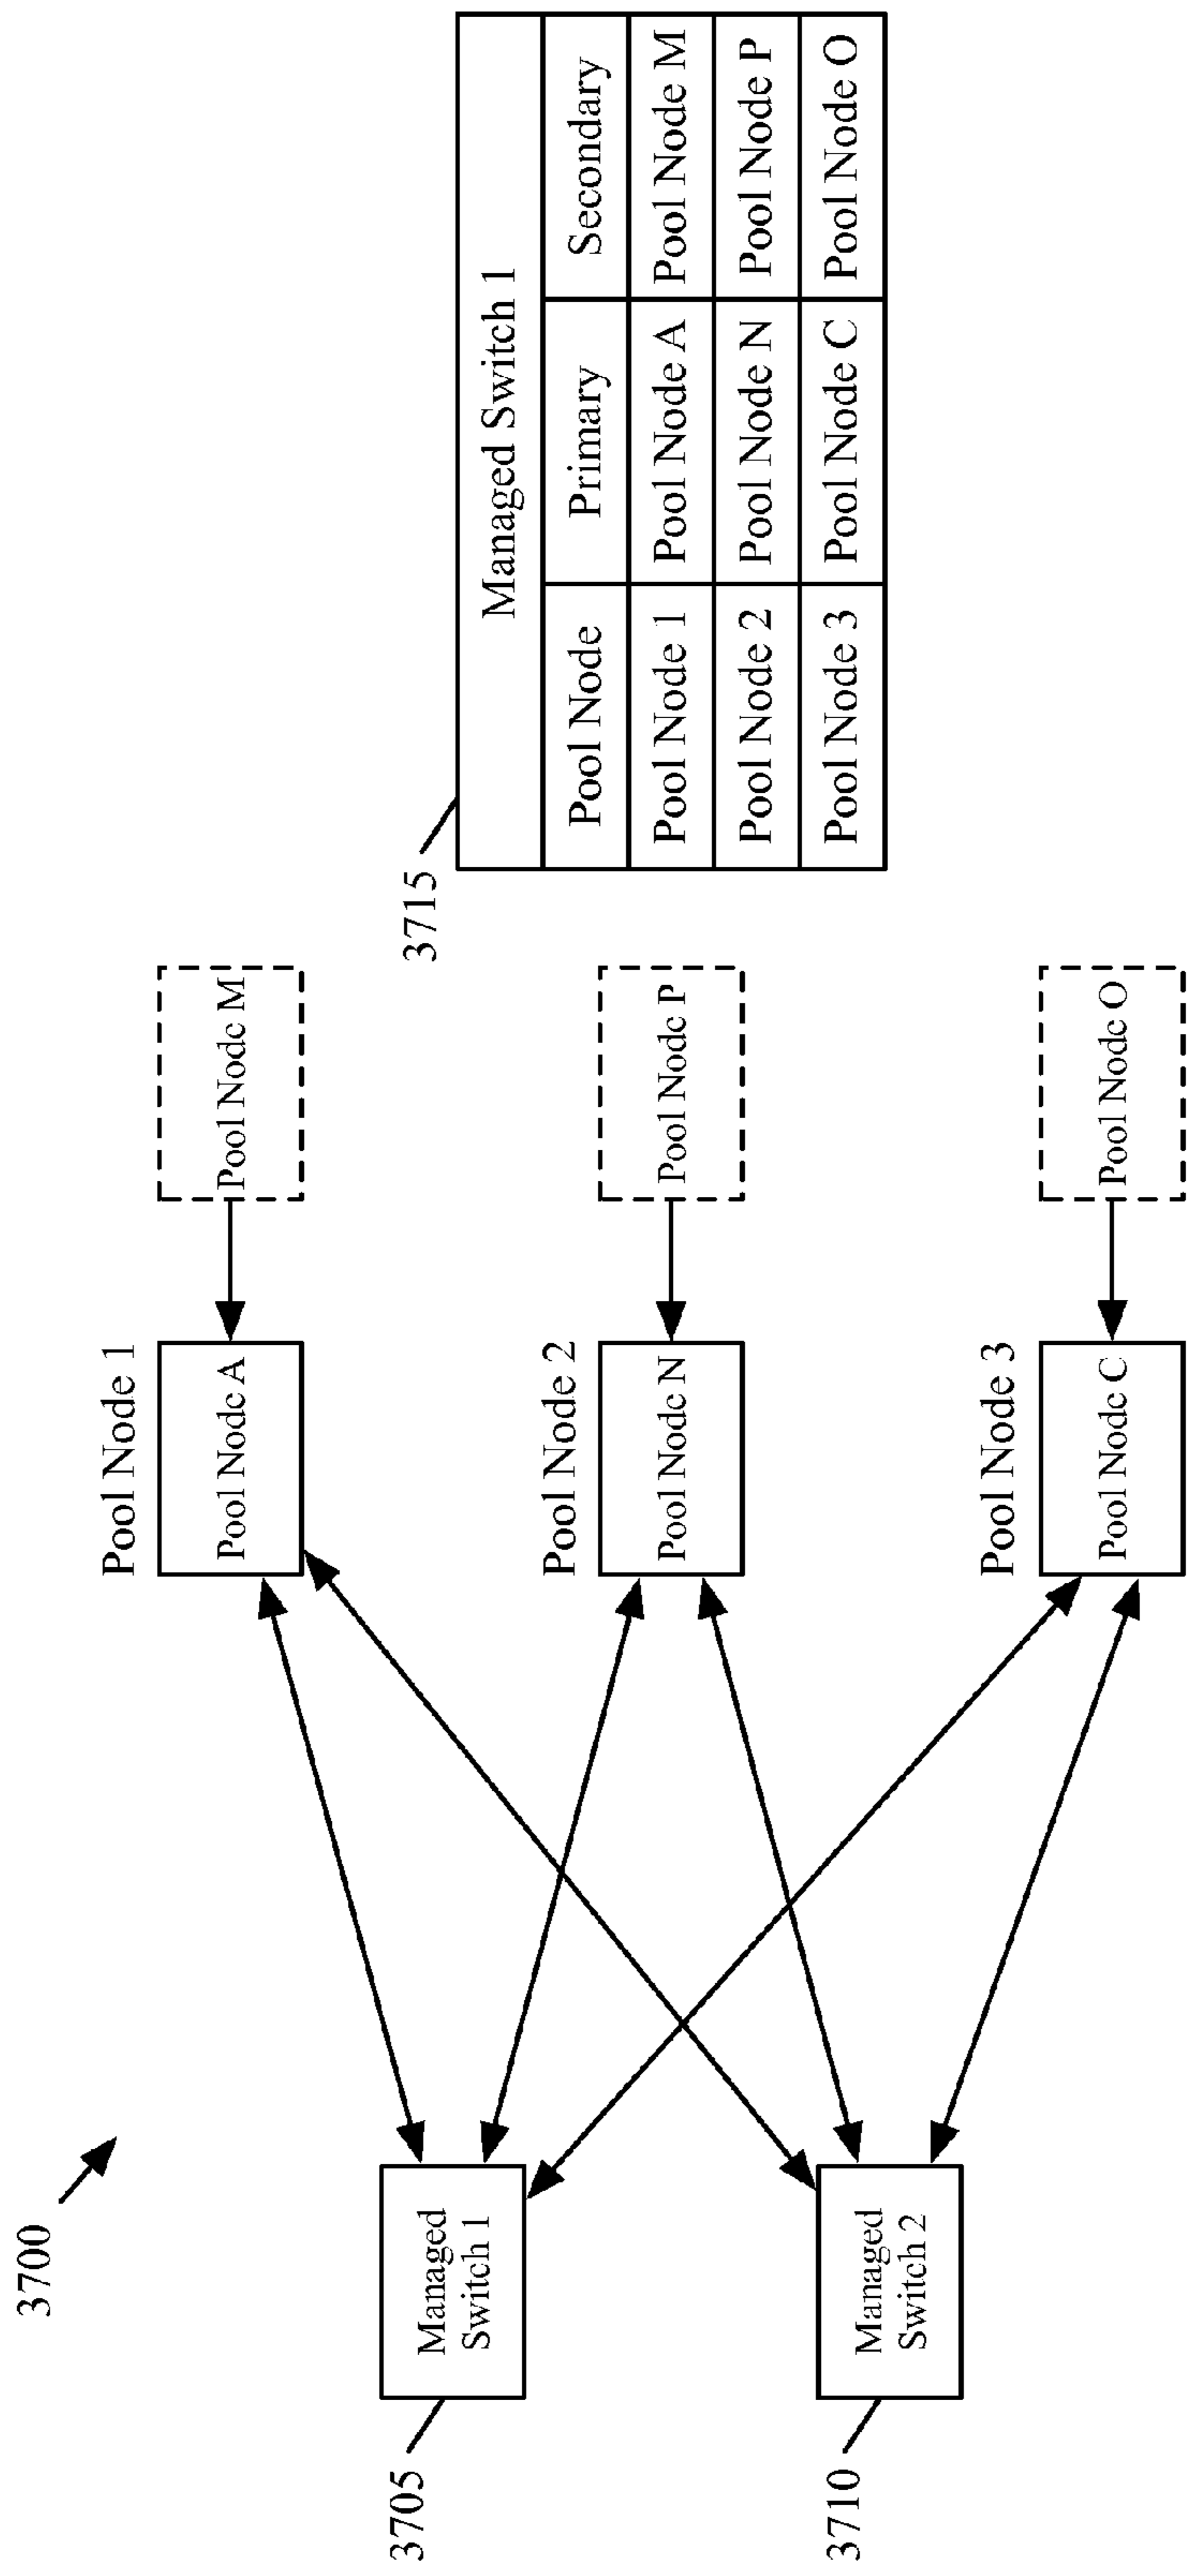 3700
3705
Managed
Switch 1
3710
Managed
Switch 2
Pool Node 1
Pool Node A
Pool Node M
Pool Node 2
Pool Node N
Pool Node P
Pool Node 3
Pool Node C
Pool Node O
3715
Managed Switch 1
Pool Node Primary Secondary
Pool Node 1 Pool Node A Pool Node M
Pool Node 2 Pool Node N Pool Node P
Pool Node 3 Pool Node C Pool Node O